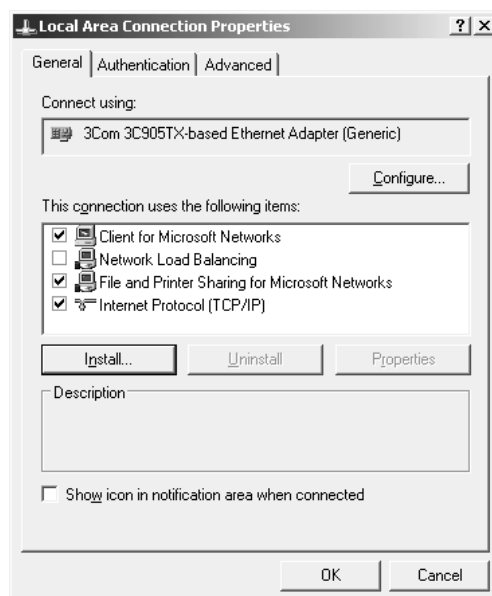 Local Area Connection Properties
General Authentication Advanced
Connect using:
3Com 3C905TX-based Ethernet Adapter (Generic)
Configure...
This connection uses the following items:
Client for Microsoft Networks
Network Load Balancing
File and Printer Sharing for Microsoft Networks
Internet Protocol (TCP/IP)
Install... Uninstall Properties
Description
Show icon in notification area when connected
OK Cancel